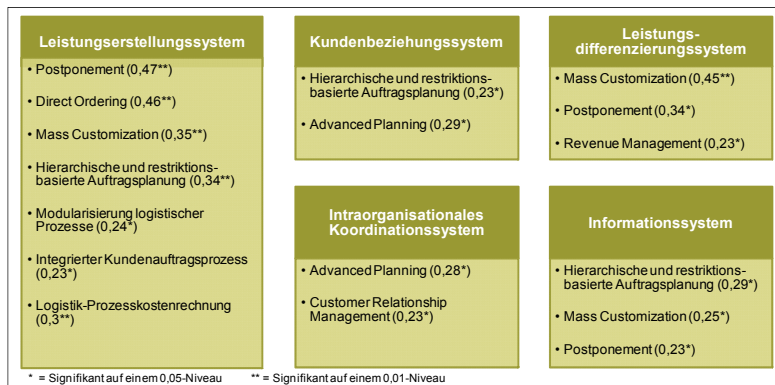 Leistungserstellungssystem
• Postponement (0,47**)
• Direct Ordering (0,46**)
• Mass Customization (0,35**)
• Hierarchische und restriktions-
basierte Auftragsplanung (0,34**)
• Modularisierung logistischer
Prozesse (0,24*)
• Integrierter Kundenauftragsprozess
(0,23*)
• Logistik-Prozesskostenrechnung
(0,3**)
Kundenbeziehungssystem
• Hierarchische und restriktions-
basierte Auftragsplanung (0,23*)
• Advanced Planning (0,29*)
Leistungs-
differenzierungssystem
• Mass Customization (0,45**)
• Postponement (0,34*)
• Revenue Management (0,23*)
Intraorganisationales
Koordinationssystem
• Advanced Planning (0,28*)
• Customer Relationship
Management (0,23*)
Informationssystem
• Hierarchische und restriktions-
basierte Auftragsplanung (0,29*)
• Mass Customization (0,25*)
• Postponement (0,23*)
* = Signifikant auf einem 0,05-Niveau ** = Signifikant auf einem 0,01-Niveau